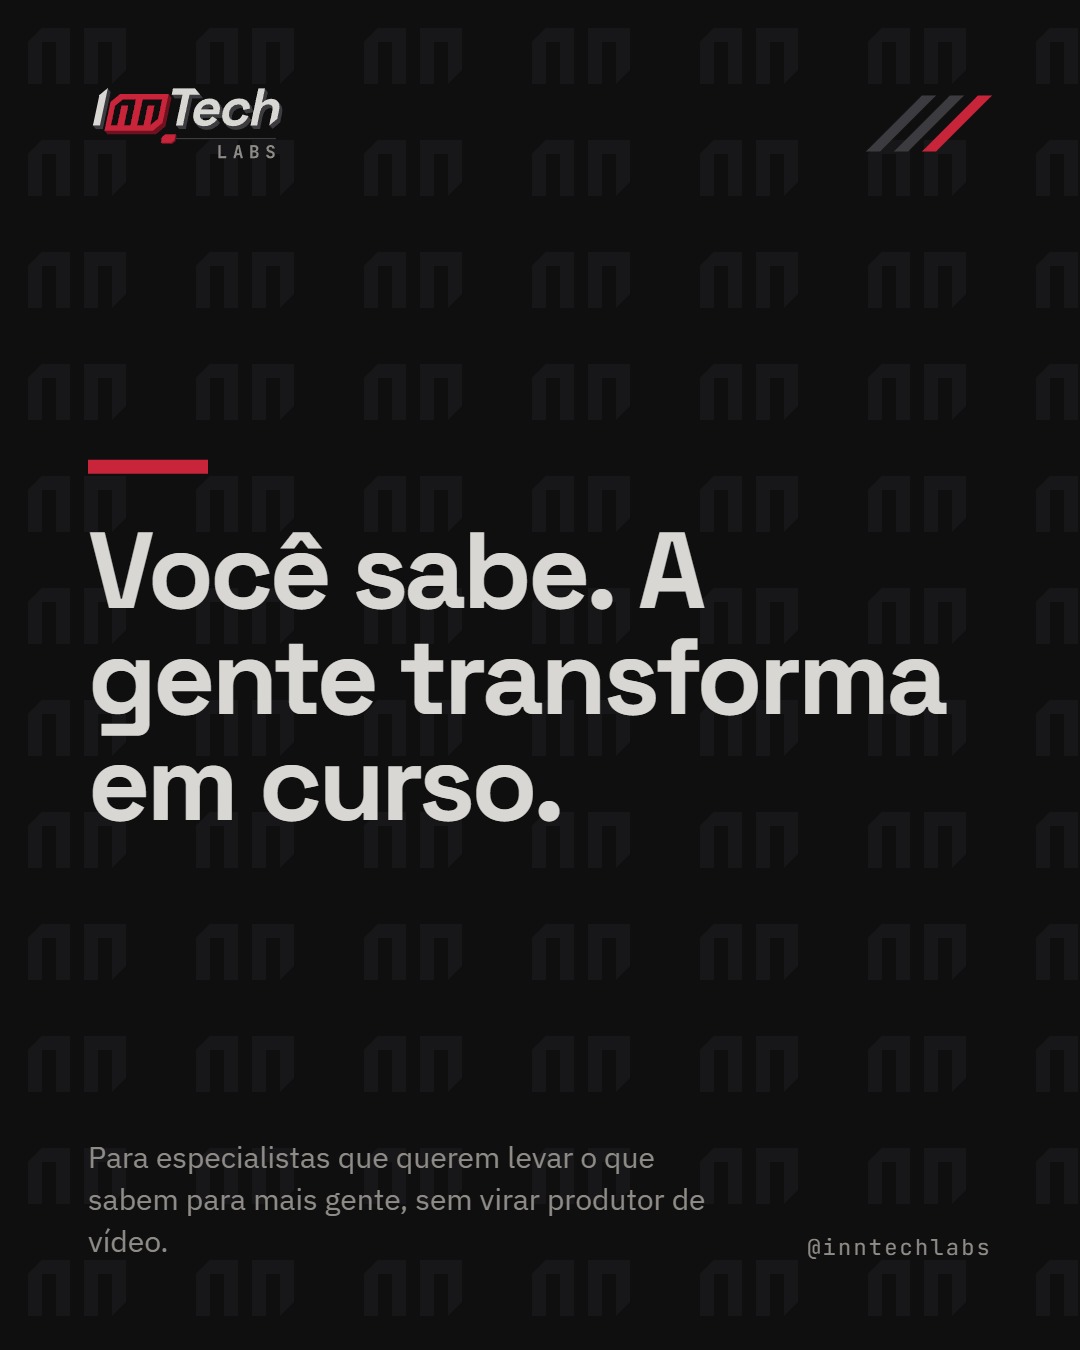 InnTech
LABS
Você sabe. A
gente transforma
em curso.
Para especialistas que querem levar o que
sabem para mais gente, sem virar produtor de
vídeo.
@inntechlabs